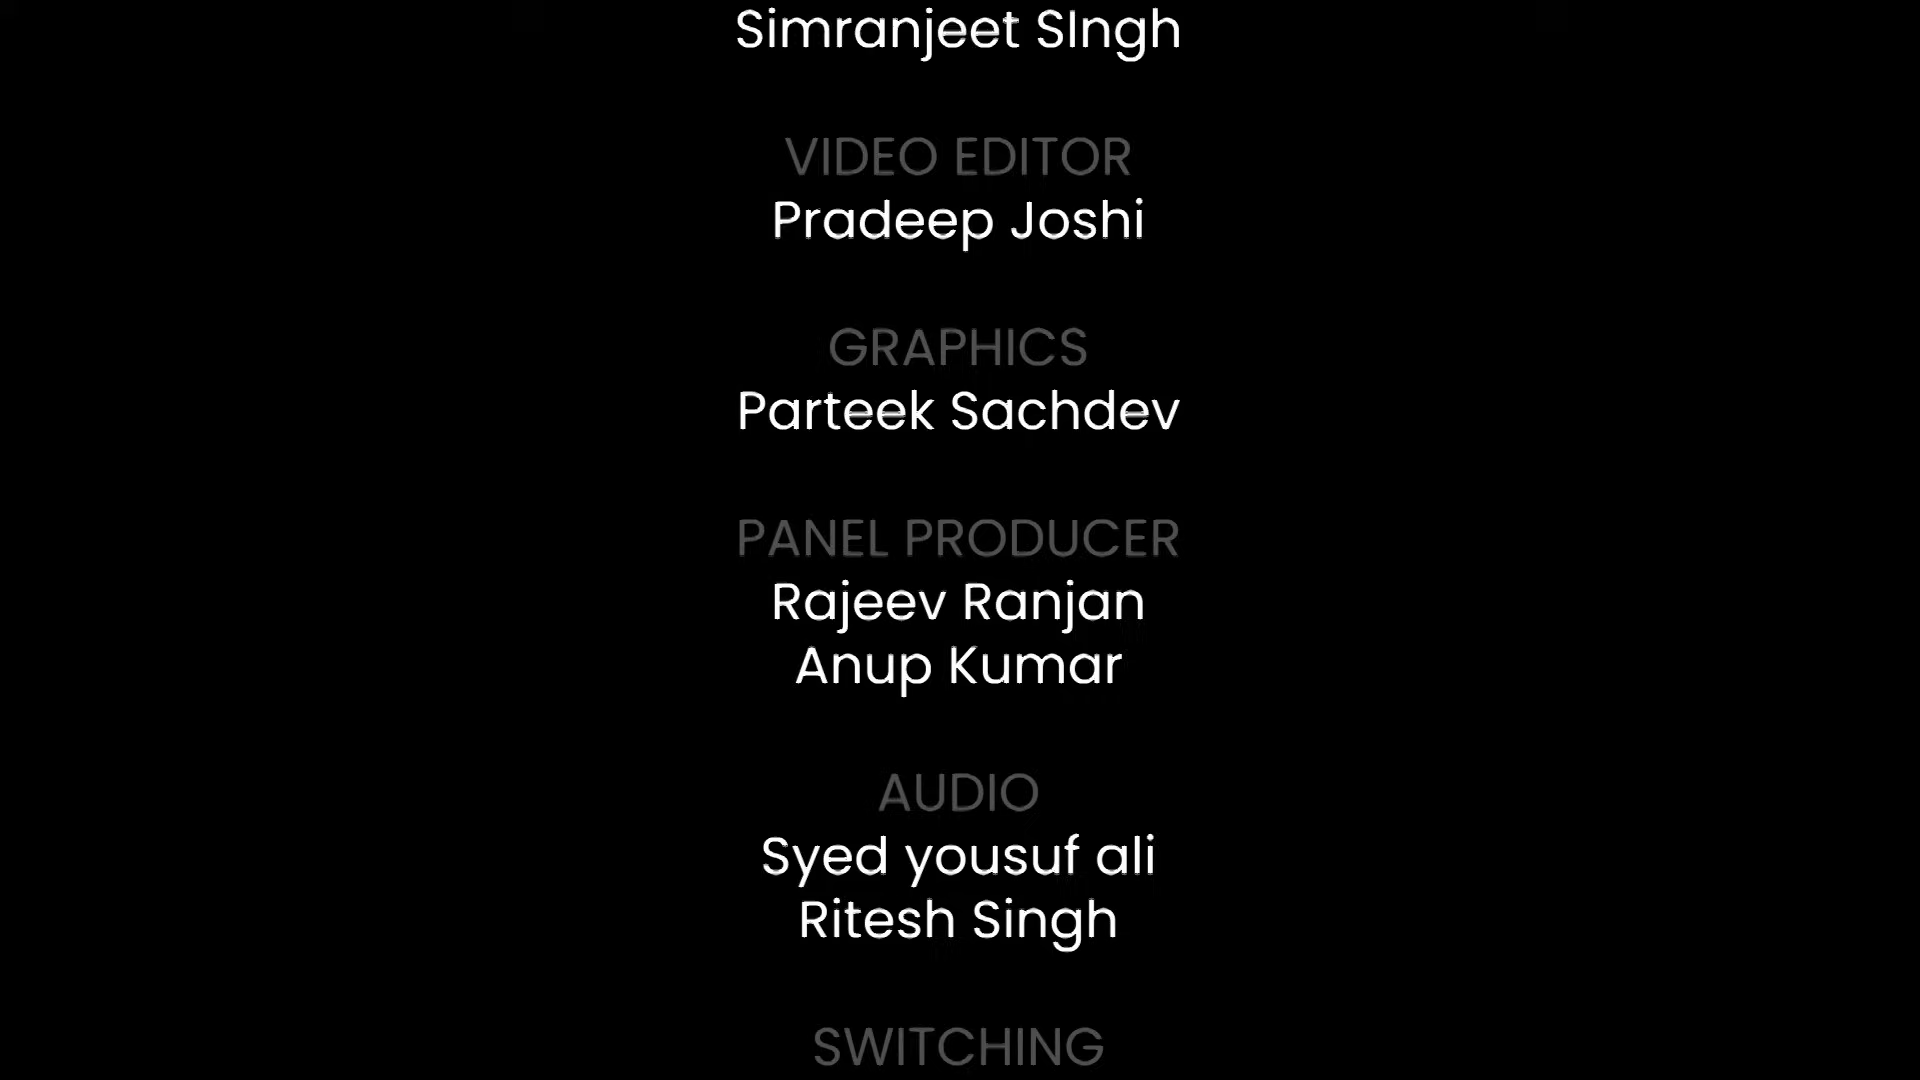 Simranjeet SIngh
VIDEO EDITOR
Pradeep Joshi
GRAPHICS
Parteek Sachdev
PANEL PRODUCER
Rajeev Ranjan
Anup Kumar
AUDIO
Syed yousuf ali
Ritesh Singh
SWITCHING